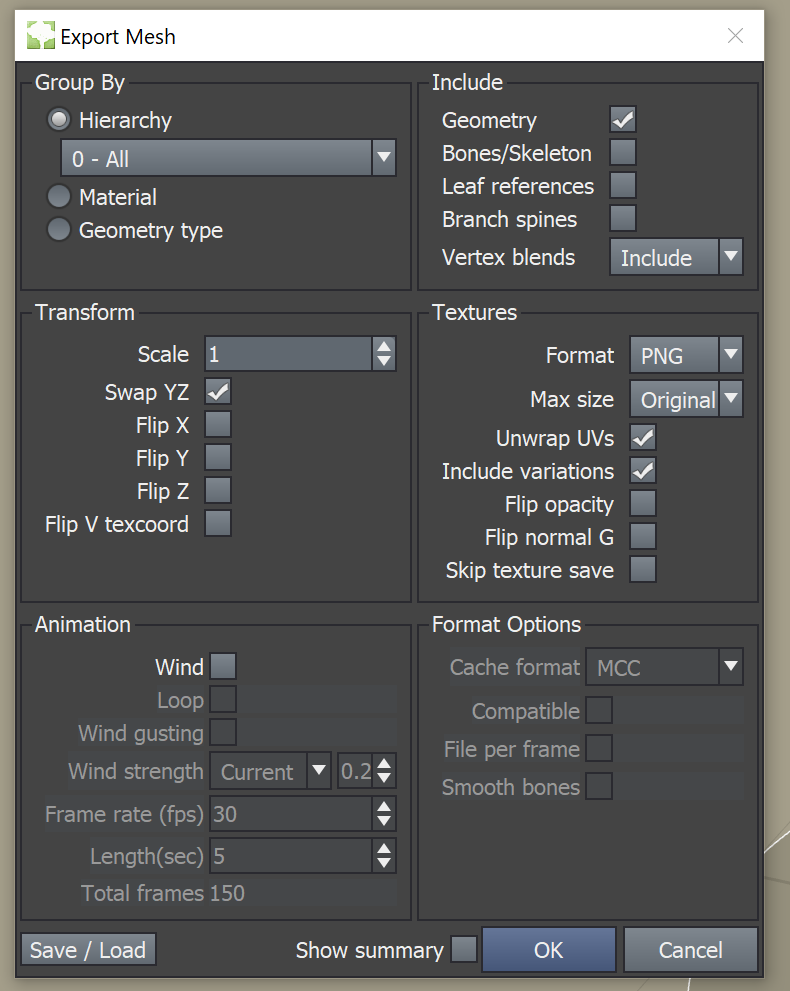 Export Mesh
Group By
Hierarchy
0 - All
Material
Geometry type
Include
Geometry
Bones/Skeleton
Leaf references
Branch spines
Vertex blends Include
Transform
Scale 1
Swap YZ
Flip X
Flip Y
Flip Z
Flip V texcoord
Textures
Format PNG
Max size Original
Unwrap UVs
Include variations
Flip opacity
Flip normal G
Skip texture save
Animation
Wind
Loop
Wind gusting
Wind strength Current 0.2
Frame rate (fps) 30
Length(sec) 5
Total frames 150
Format Options
Cache format MCC
Compatible
File per frame
Smooth bones
Save / Load Show summary OK Cancel